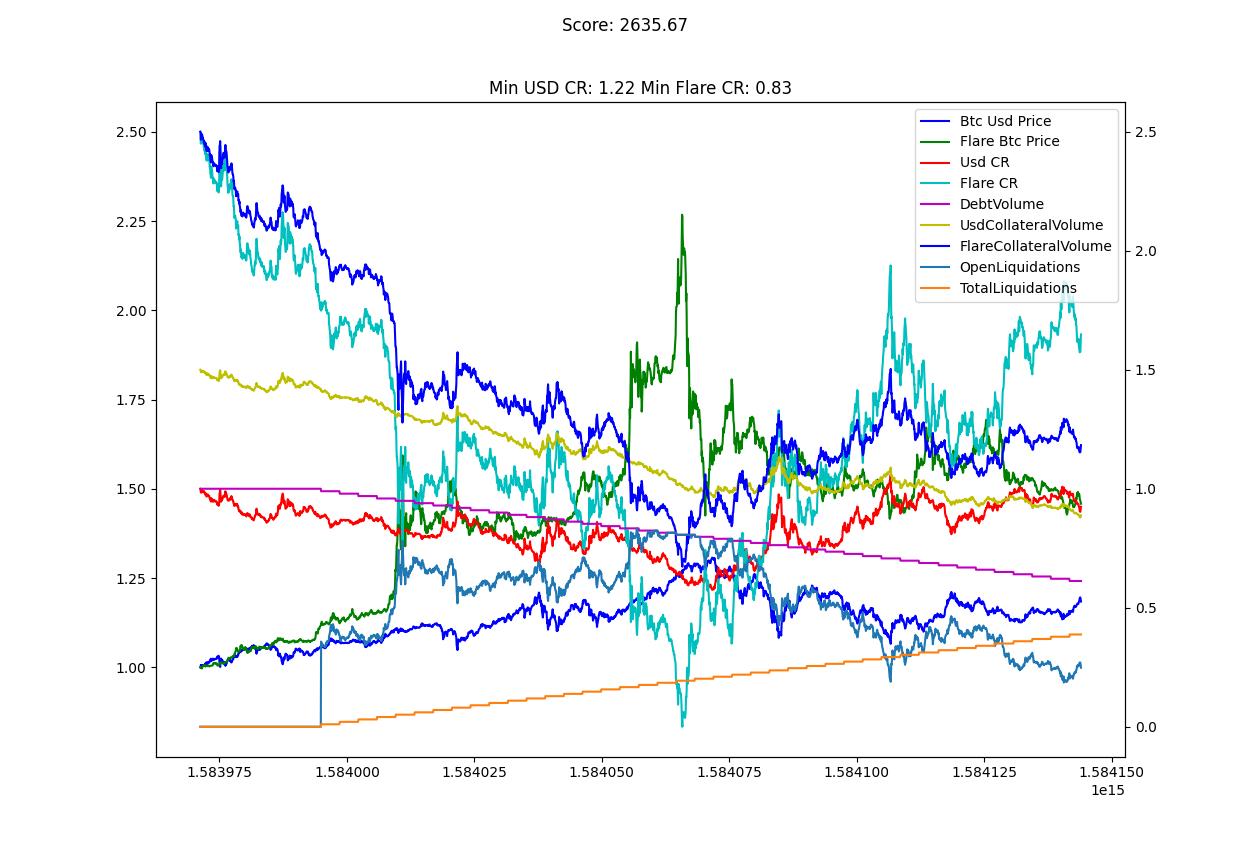 Score: 2635.67
Min USD CR: 1.22 Min Flare CR: 0.83
2.50
2.25
2.00
1.75
1.50
1.25
1.00
2.5
2.0
1.5
1.0
0.5
0.0
Btc Usd Price
Flare Btc Price
Usd CR
Flare CR
DebtVolume
UsdCollateralVolume
FlareCollateralVolume
OpenLiquidations
TotalLiquidations
1.583975 1.584000 1.584025 1.584050 1.584075 1.584100 1.584125 1.584150
1e15